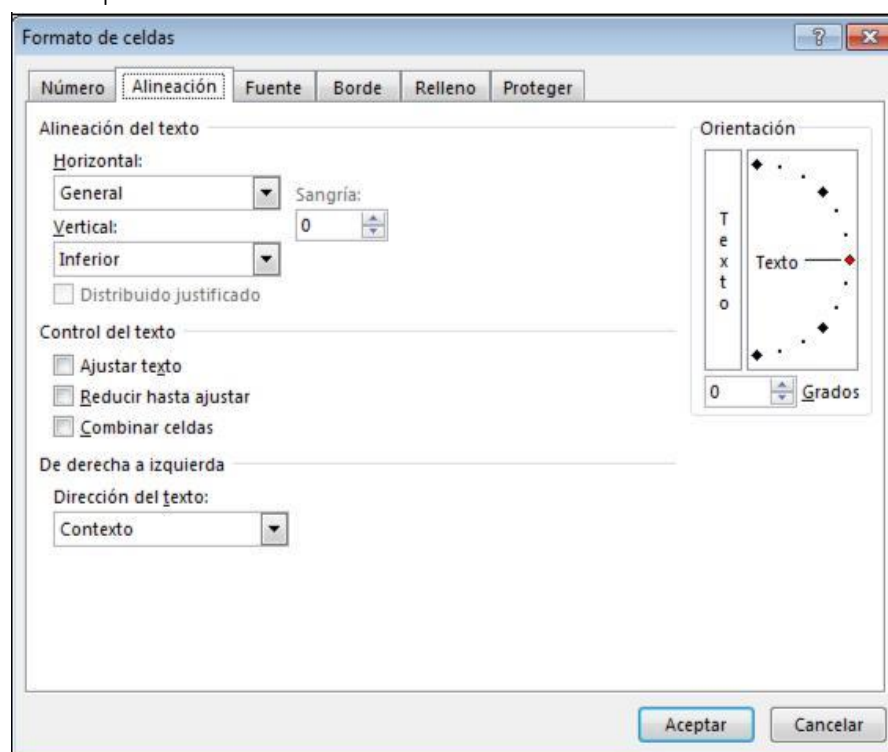 Formato de celdas
Número Alineación Fuente Borde Relleno Proteger
Alineación del texto
Horizontal:
General
Sangría:
0
Vertical:
Inferior
Distribuido justificado
Control del texto
Ajustar texto
Reducir hasta ajustar
Combinar celdas
De derecha a izquierda
Dirección del texto:
Contexto
Orientación
Texto
Texto
0 Grados
Aceptar Cancelar